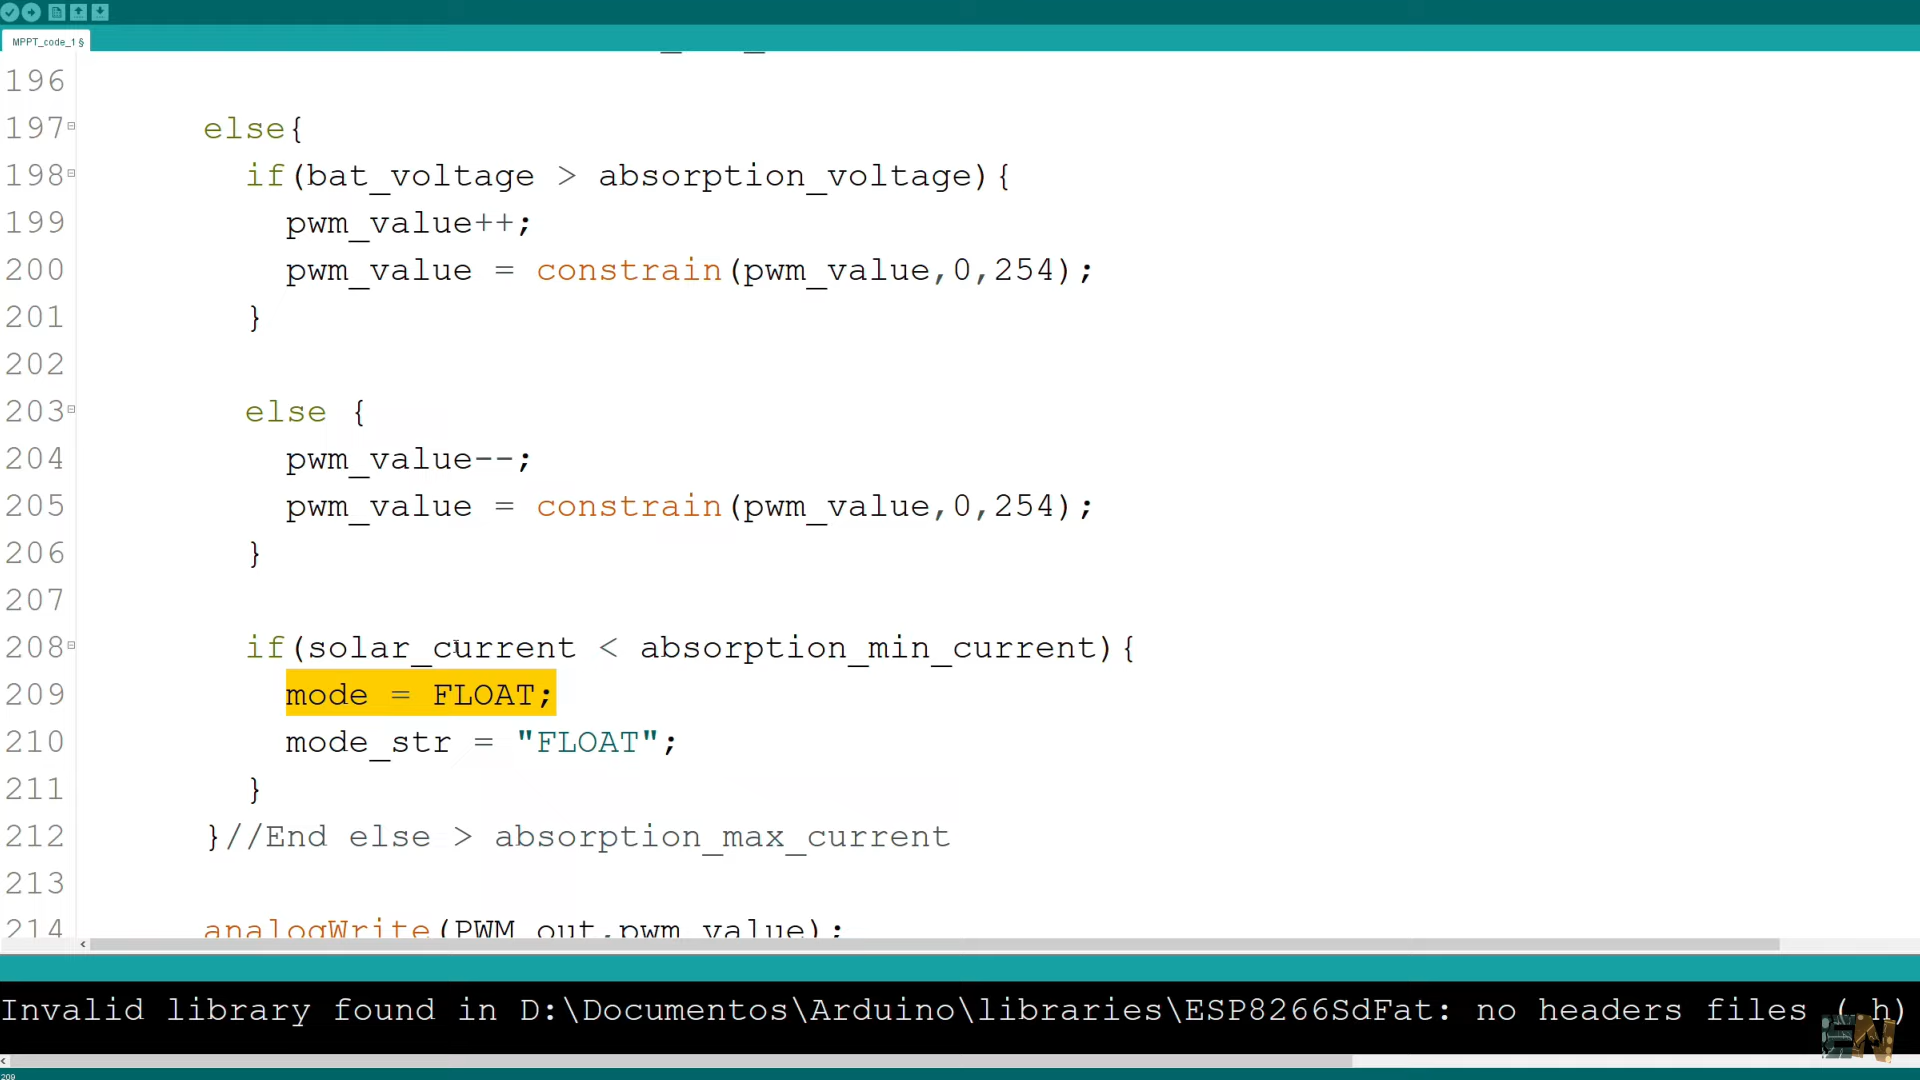 MPPT_code_1 §
196
197 else{
198 if(bat_voltage > absorption_voltage){
199 pwm_value++;
200 pwm_value = constrain(pwm_value,0,254);
201 }
202
203 else {
204 pwm_value--;
205 pwm_value = constrain(pwm_value,0,254);
206 }
207
208 if(solar_current < absorption_min_current){
209 mode = FLOAT;
210 mode_str = "FLOAT";
211 }
212 }//End else > absorption_max_current
213
214 analogWrite(PWM_out,pwm_value);
Invalid library found in D:\Documentos\Arduino\libraries\ESP8266SdFat: no headers files (.h)
EN
209